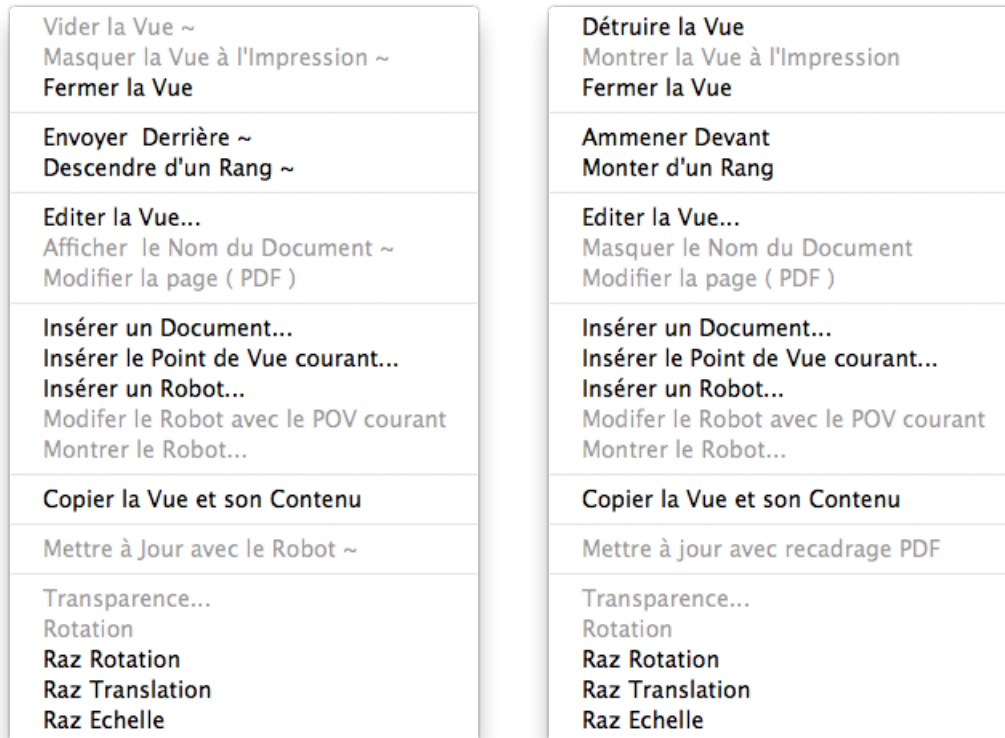 Vider la Vue ~
Masquer la Vue à l'Impression ~
Fermer la Vue
Envoyer  Derrière ~
Descendre d'un Rang ~
Editer la Vue...
Afficher  le Nom du Document ~
Modifier la page ( PDF )
Insérer un Document...
Insérer le Point de Vue courant...
Insérer un Robot...
Modifer le Robot avec le POV courant
Montrer le Robot...
Copier la Vue et son Contenu
Mettre à Jour avec le Robot ~
Transparence...
Rotation
Raz Rotation
Raz Translation
Raz Echelle
Détruire la Vue
Montrer la Vue à l'Impression
Fermer la Vue
Ammener Devant
Monter d'un Rang
Editer la Vue...
Masquer le Nom du Document
Modifier la page ( PDF )
Insérer un Document...
Insérer le Point de Vue courant...
Insérer un Robot...
Modifer le Robot avec le POV courant
Montrer le Robot...
Copier la Vue et son Contenu
Mettre à jour avec recadrage PDF
Transparence...
Rotation
Raz Rotation
Raz Translation
Raz Echelle